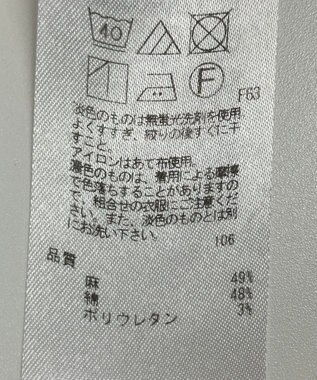 40
F
F63
淡色のものは無蛍光洗剤を使用
よくすすぎ、絞りの後すぐに干
すこと。
アイロンはあて布使用。
濃色のものは、着用による摩擦
で色落ちすることがありますの
で、組合せの衣服にご注意くださ
い。また、淡色のものとは別
にお洗い下さい。
106
品質
麻 49%
綿 48%
ポリウレタン 3%